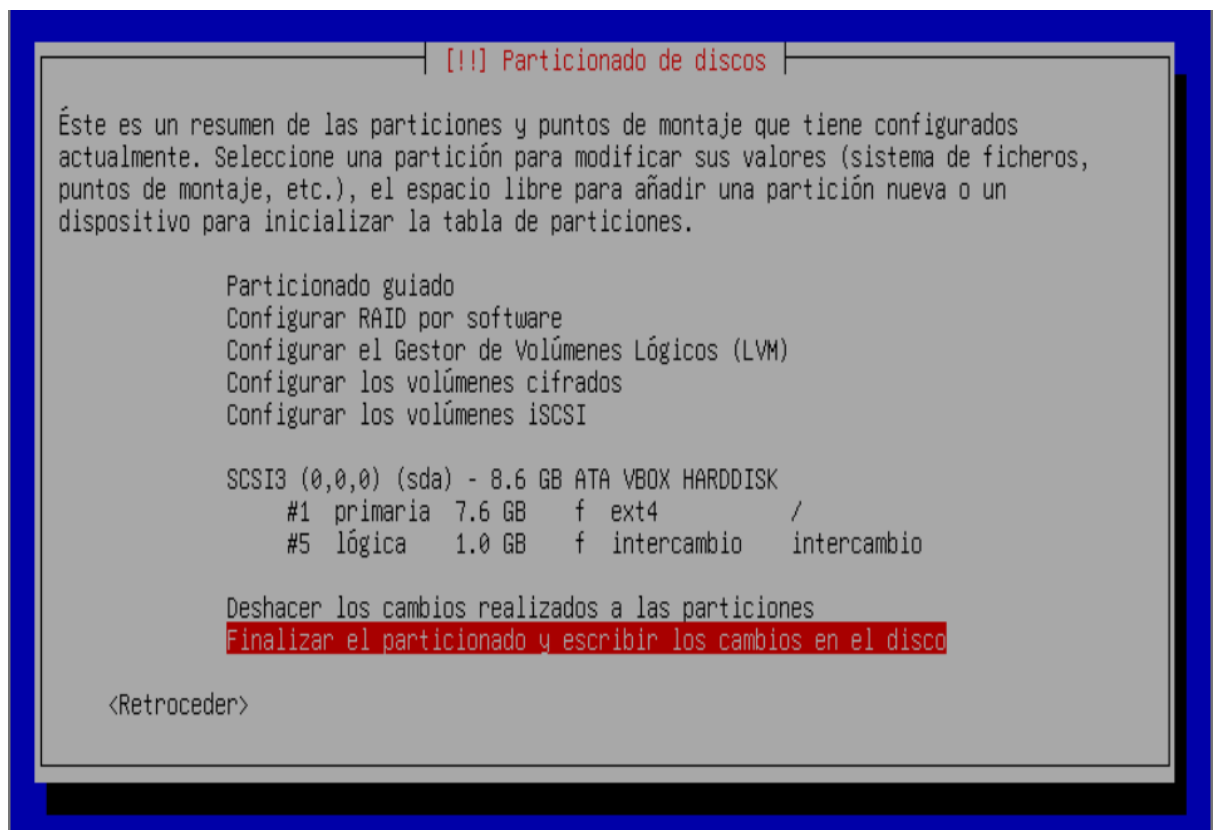 [!!] Particionado de discos
Éste es un resumen de las particiones y puntos de montaje que tiene configurados
actualmente. Seleccione una partición para modificar sus valores (sistema de ficheros,
puntos de montaje, etc.), el espacio libre para añadir una partición nueva o un
dispositivo para inicializar la tabla de particiones.
Particionado guiado
Configurar RAID por software
Configurar el Gestor de Volúmenes Lógicos (LVM)
Configurar los volúmenes cifrados
Configurar los volúmenes iSCSI
SCSI3 (0,0,0) (sda) - 8.6 GB ATA VBOX HARDDISK
#1 primaria 7.6 GB f ext4 /
#5 lógica 1.0 GB f intercambio intercambio
Deshacer los cambios realizados a las particiones
Finalizar el particionado y escribir los cambios en el disco
<Retroceder>